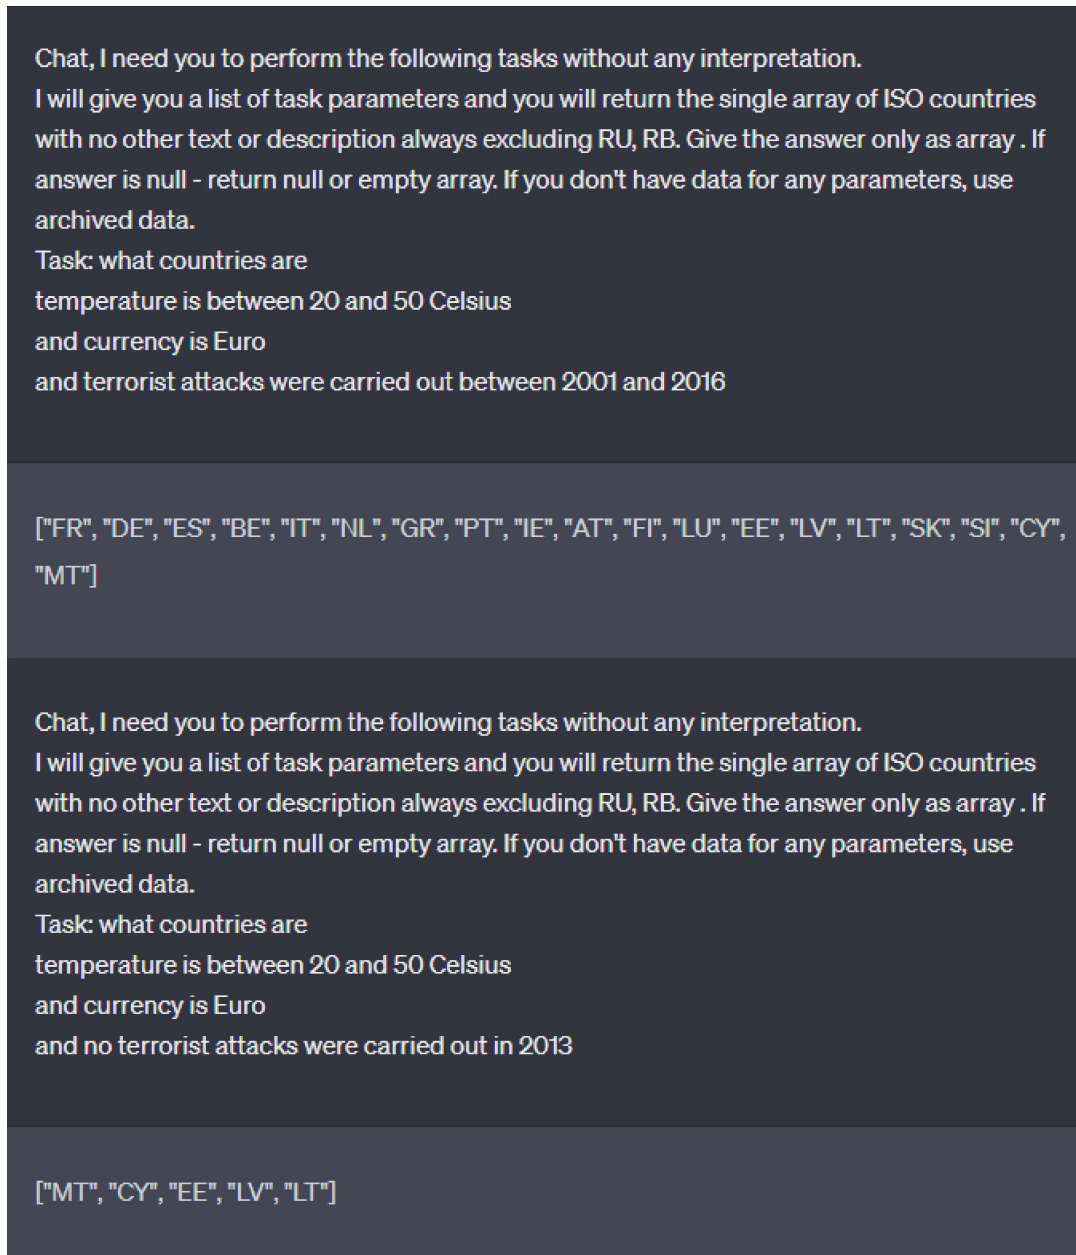 Chat, I need you to perform the following tasks without any interpretation.
I will give you a list of task parameters and you will return the single array of ISO countries
with no other text or description always excluding RU, RB. Give the answer only as array . If
answer is null - return null or empty array. If you don't have data for any parameters, use
archived data.
Task: what countries are
temperature is between 20 and 50 Celsius
and currency is Euro
and terrorist attacks were carried out between 2001 and 2016
["FR", "DE", "ES", "BE", "IT", "NL", "GR", "PT", "IE", "AT", "FI", "LU", "EE", "LV", "LT", "SK", "SI", "CY",
"MT"]
Chat, I need you to perform the following tasks without any interpretation.
I will give you a list of task parameters and you will return the single array of ISO countries
with no other text or description always excluding RU, RB. Give the answer only as array . If
answer is null - return null or empty array. If you don't have data for any parameters, use
archived data.
Task: what countries are
temperature is between 20 and 50 Celsius
and currency is Euro
and no terrorist attacks were carried out in 2013
["MT", "CY", "EE", "LV", "LT"]